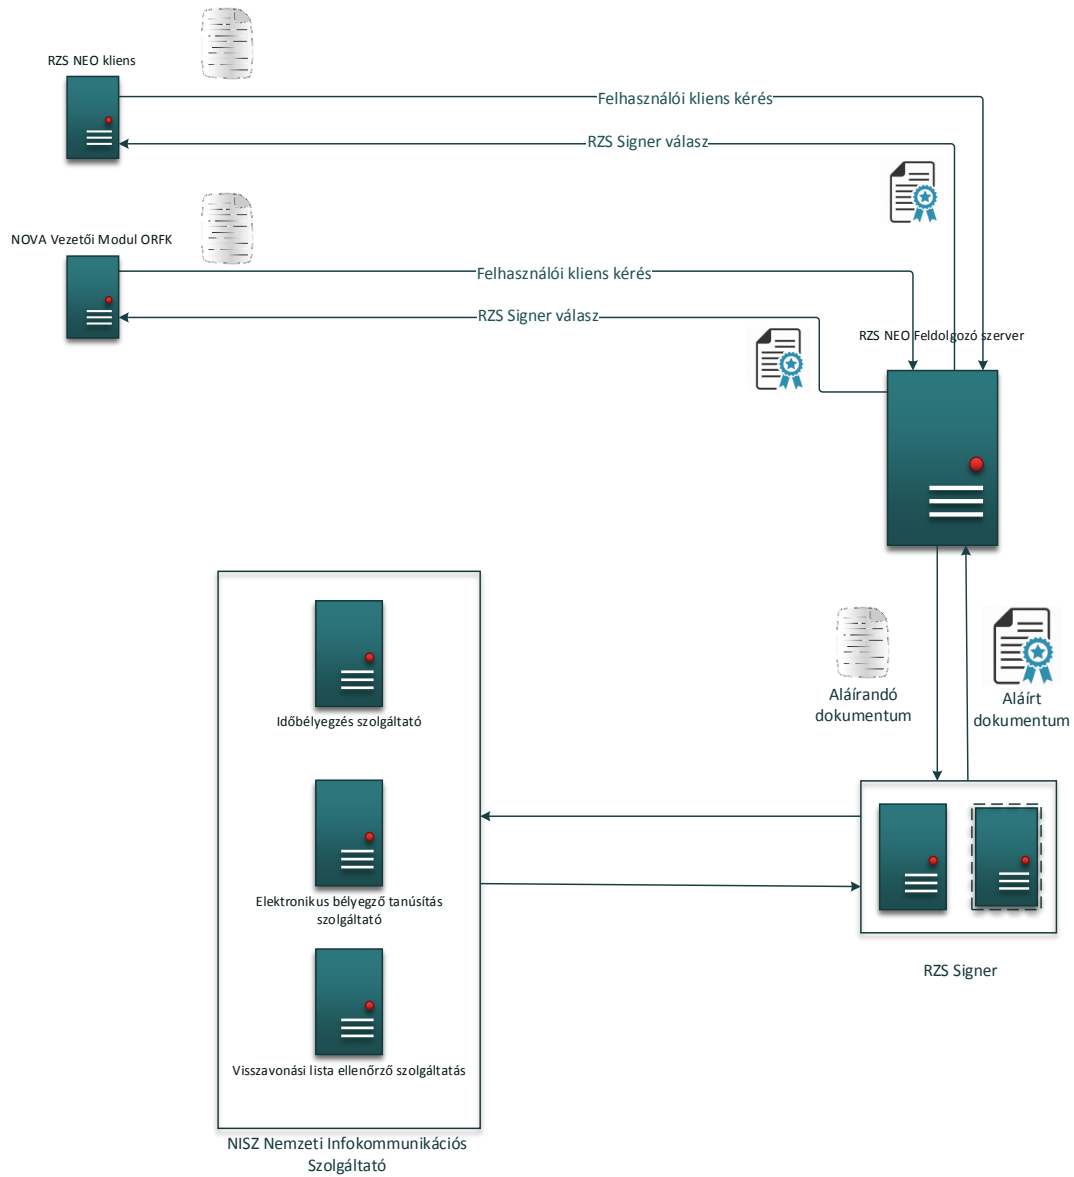 RZS NEO kliens
Felhasználói kliens kérés
RZS Signer válasz
NOVA Vezetői Modul ORFK
Felhasználói kliens kérés
RZS Signer válasz
RZS NEO Feldolgozó szerver
Aláírandó
dokumentum
Aláírt
dokumentum
Időbélyegzés szolgáltató
Elektronikus bélyegző tanúsítás
szolgáltató
RZS Signer
Visszavonási lista ellenőrző szolgáltatás
NISZ Nemzeti Infokommunikációs
Szolgáltató